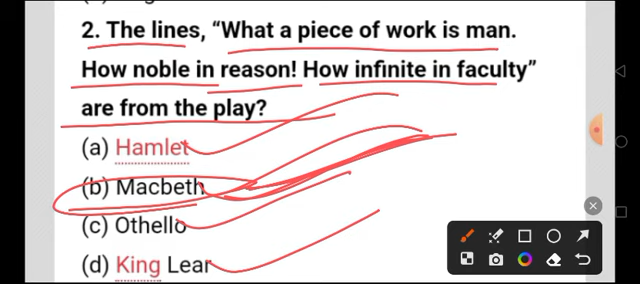 2. The lines, “What a piece of work is man.
How noble in reason! How infinite in faculty”
are from the play?
(a) Hamlet
(b) Macbeth
(c) Othello
(d) King Lear